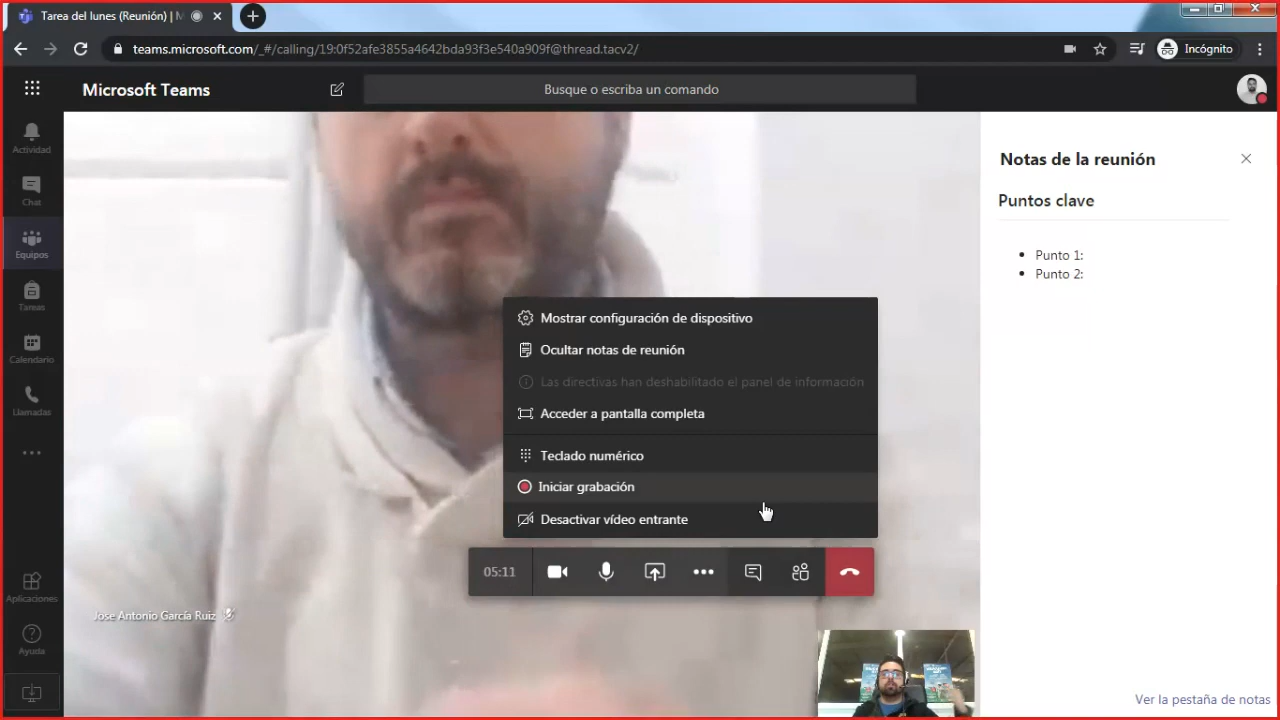 Tarea del lunes (Reunión) | M
teams.microsoft.com/_#/calling/19:0f52afe3855a4642bda93f3e540a909f@thread.tacv2/
Incógnito
Microsoft Teams
Busque o escriba un comando
Actividad
Chat
Equipos
Tareas
Calendario
Llamadas
Aplicaciones
Ayuda
Mostrar configuración de dispositivo
Ocultar notas de reunión
Las directivas han deshabilitado el panel de información
Acceder a pantalla completa
Teclado numérico
Iniciar grabación
Desactivar vídeo entrante
05:11
Jose Antonio García Ruiz
Notas de la reunión
Puntos clave
• Punto 1:
• Punto 2:
Ver la pestaña de notas